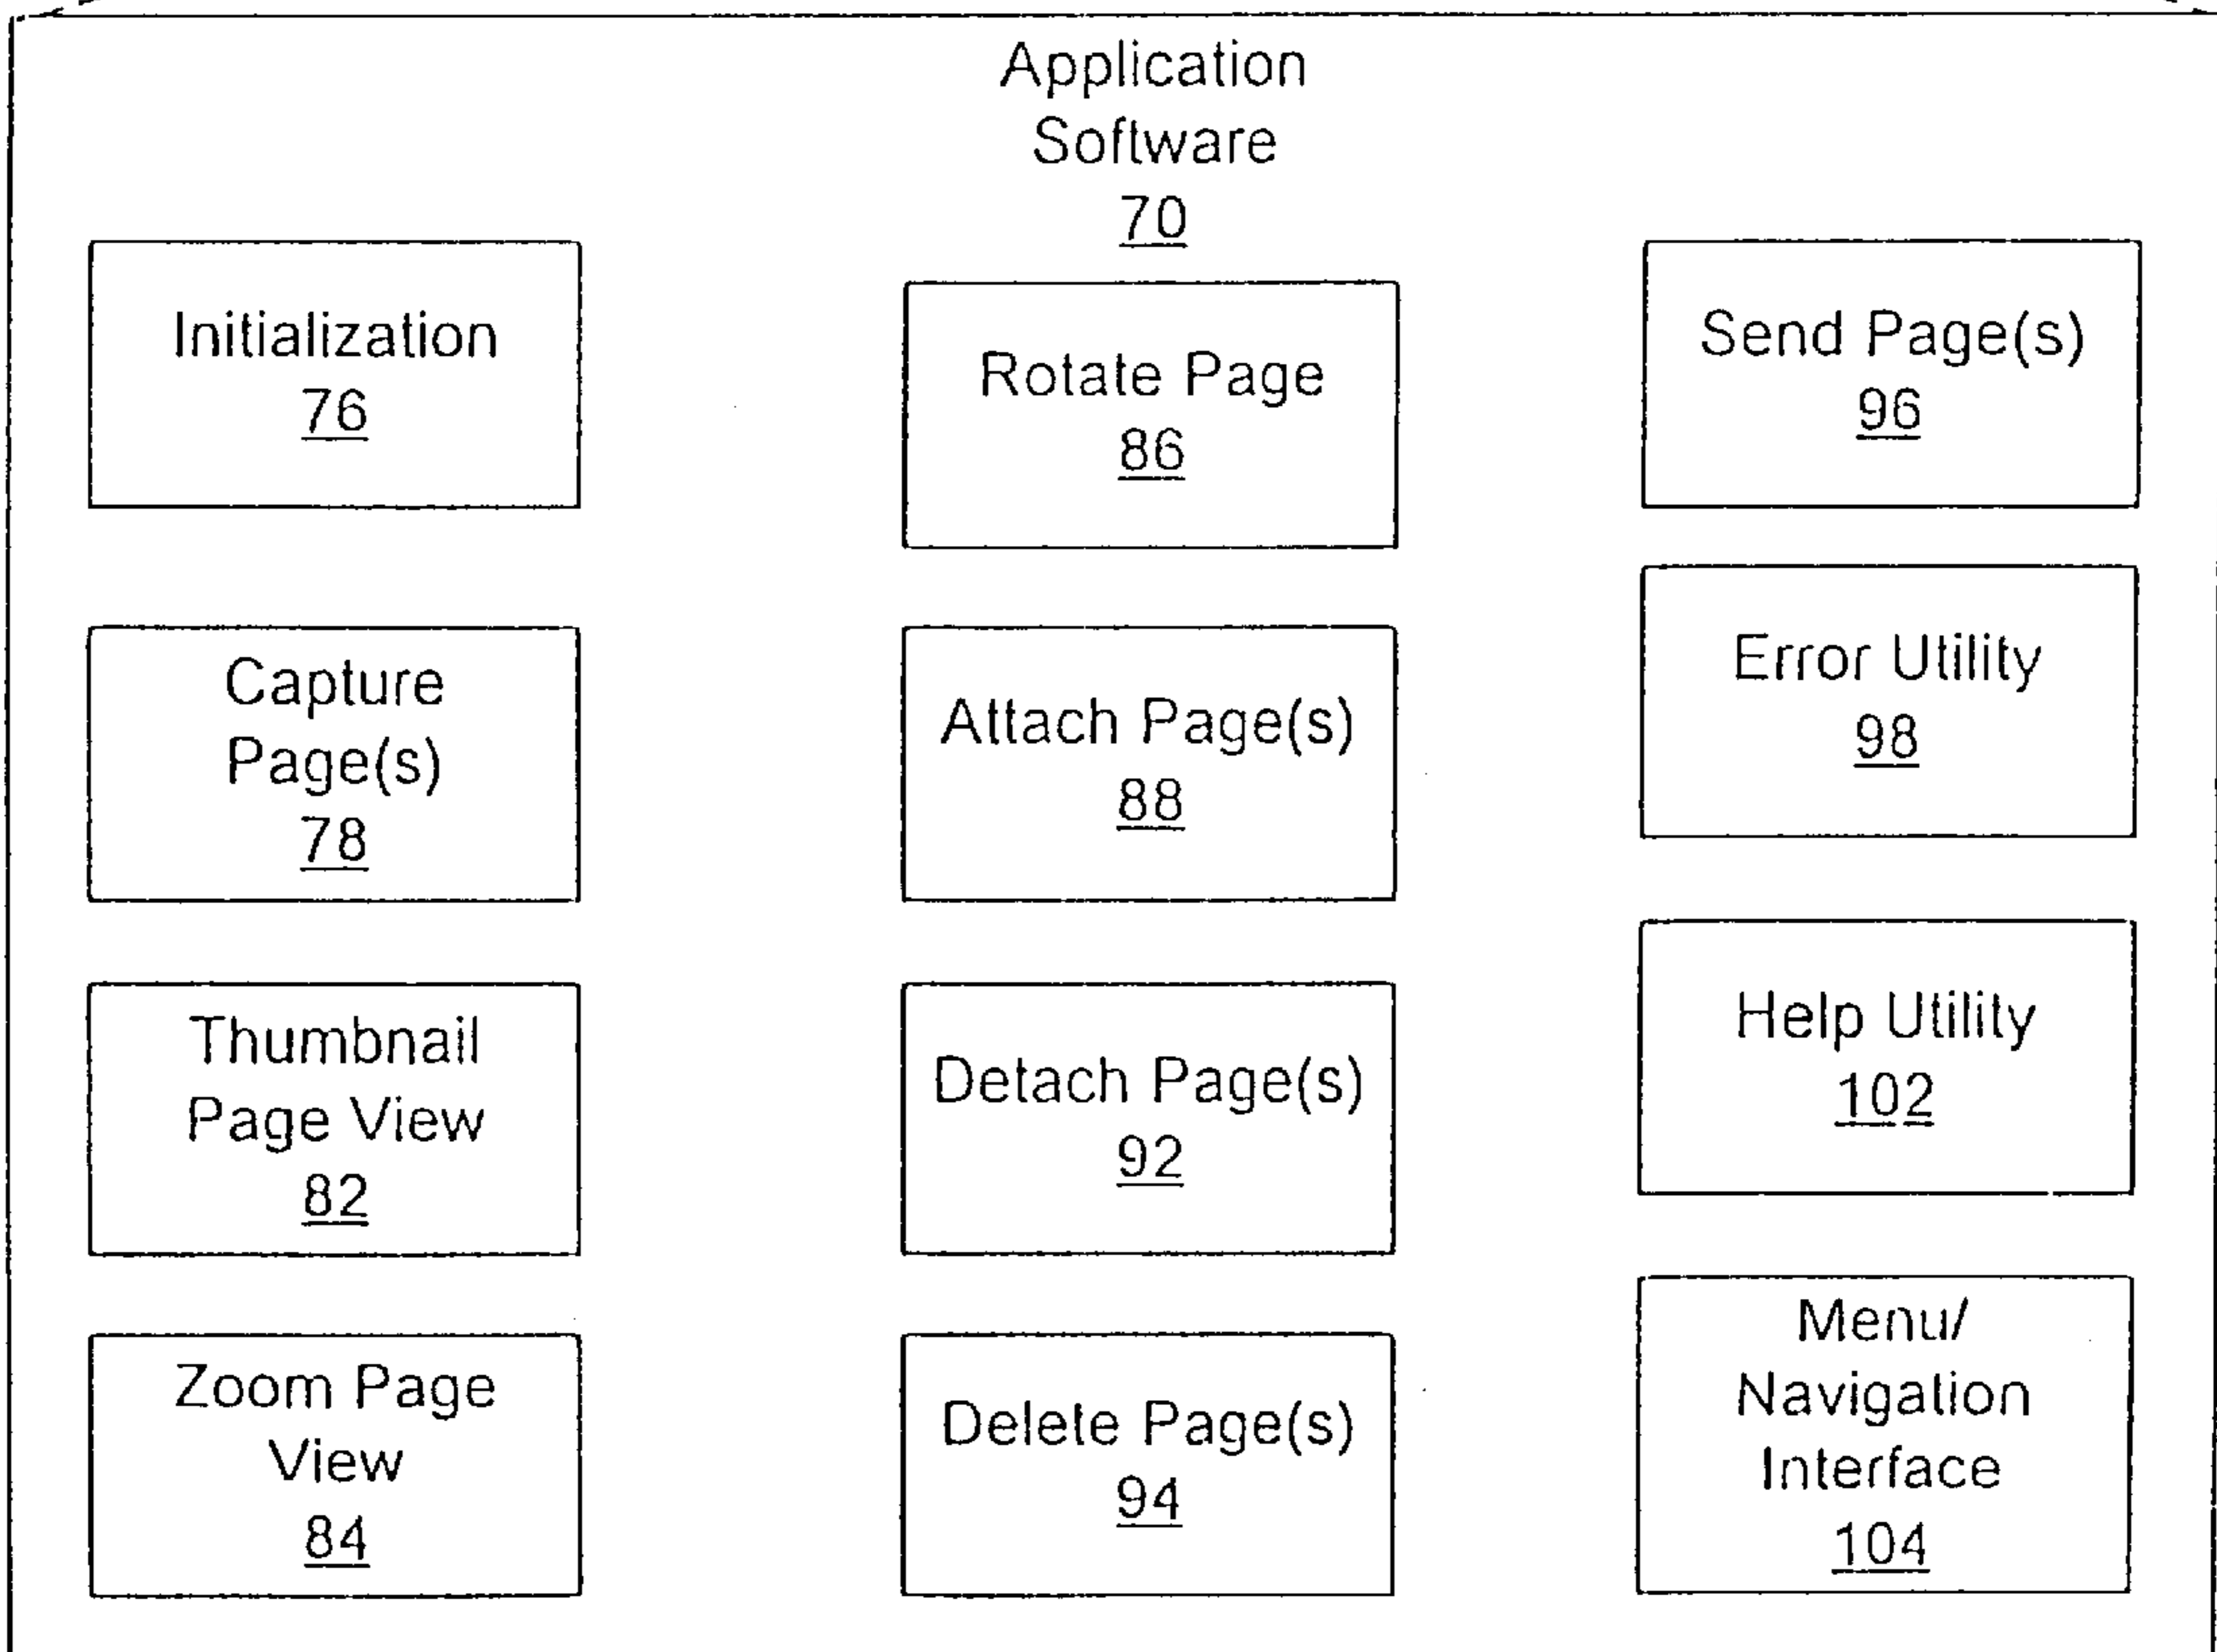 Application
Software
70
Initialization
76
Capture
Page(s)
78
Thumbnail
Page View
82
Zoom Page
View
84
Rotate Page
86
Attach Page(s)
88
Detach Page(s)
92
Delete Page(s)
94
Send Page(s)
96
Error Utility
98
Help Utility
102
Menu/
Navigation
Interface
104